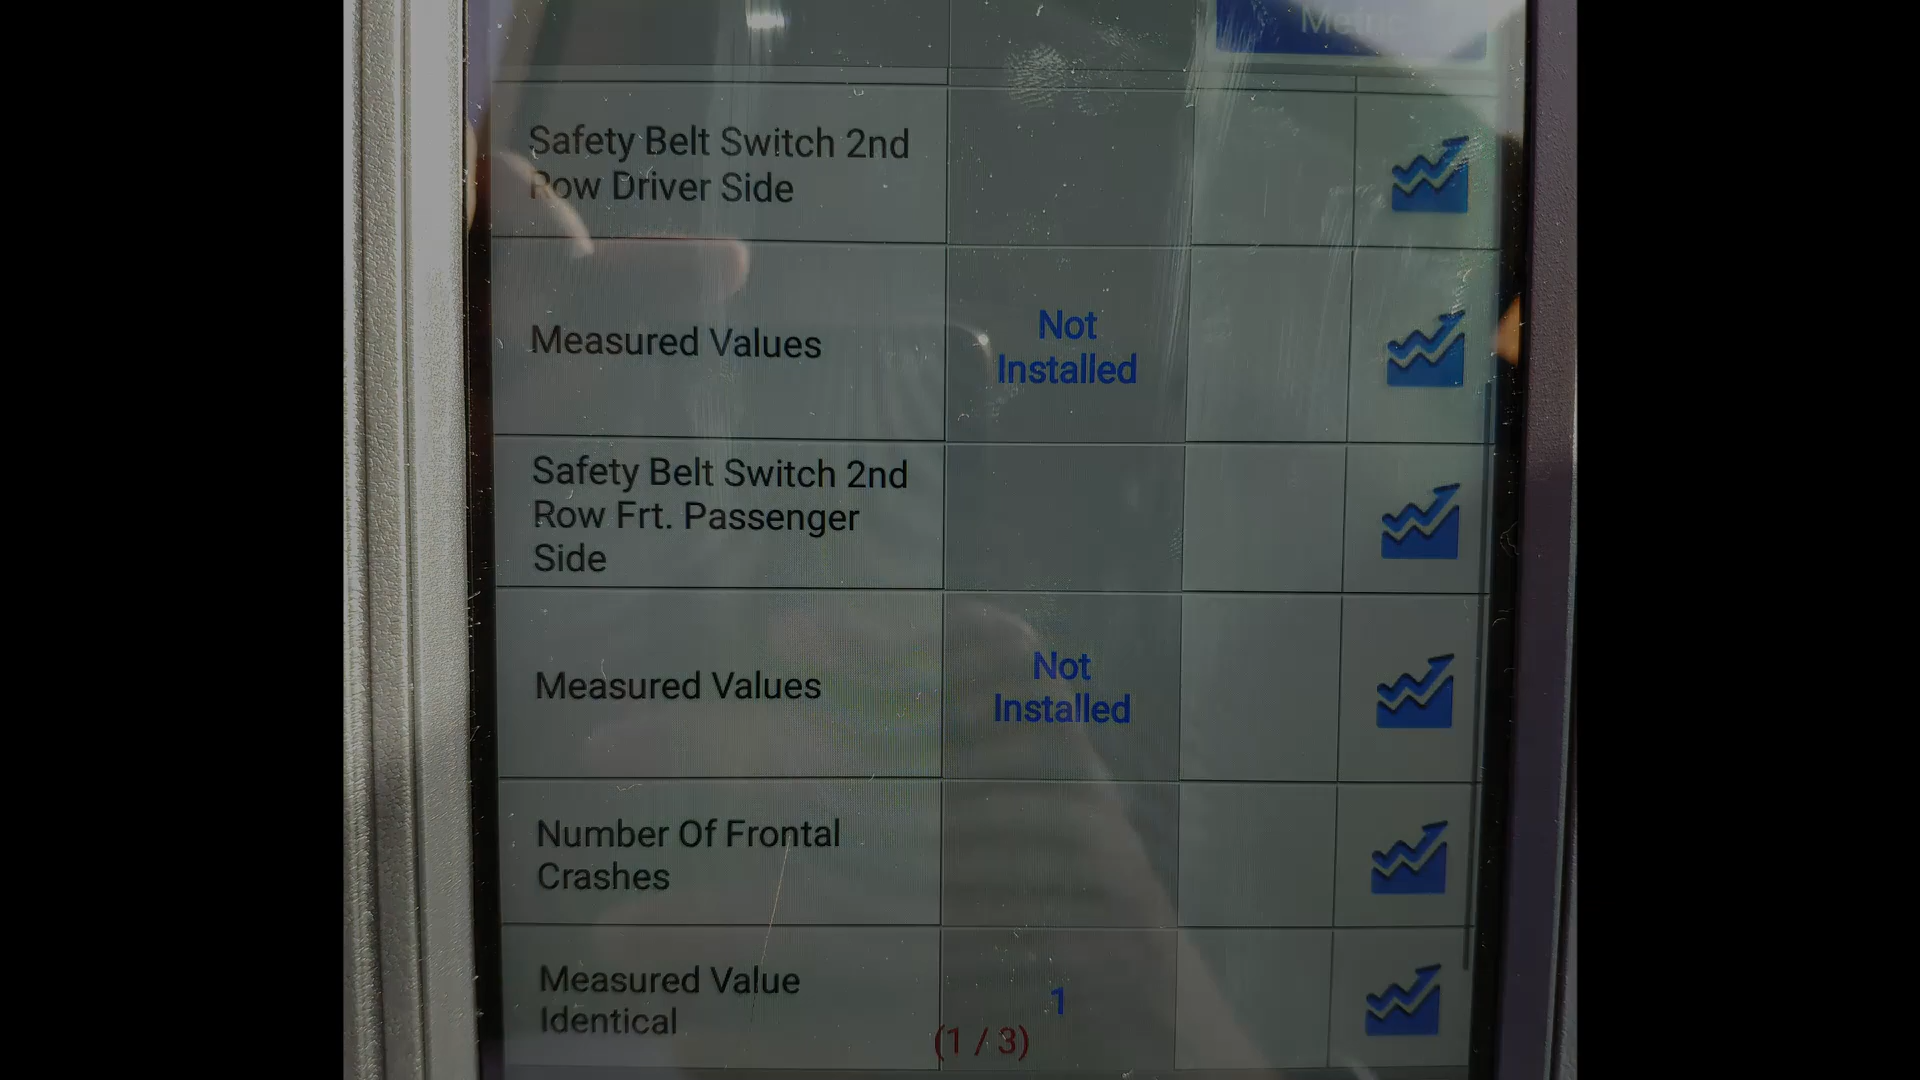 Metric
Safety Belt Switch 2nd
Row Driver Side
Measured Values
Not
Installed
Safety Belt Switch 2nd
Row Frt. Passenger
Side
Measured Values
Not
Installed
Number Of Frontal
Crashes
Measured Value
Identical
1
(1 / 3)